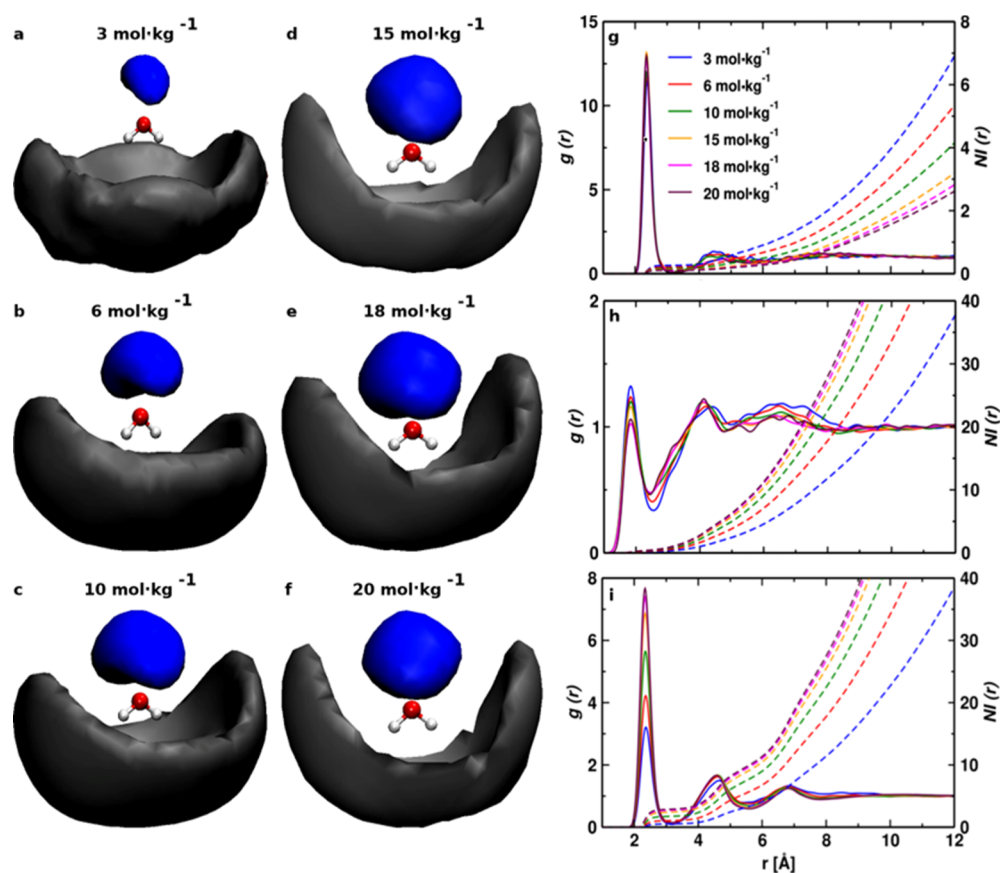 a 3 mol·kg -1
d 15 mol·kg -1
b 6 mol·kg -1
e 18 mol·kg -1
c 10 mol·kg -1
f 20 mol·kg -1
g
15
10
5
0
g (r)
8
6
4
2
0
NI (r)
3 mol•kg-1
6 mol•kg-1
10 mol•kg-1
15 mol•kg-1
18 mol•kg-1
20 mol•kg-1
h
2
1
0
g (r)
40
30
20
10
0
NI (r)
i
8
6
4
2
0
g (r)
40
30
20
10
0
NI (r)
2 4 6 8 10 12
r [Å]